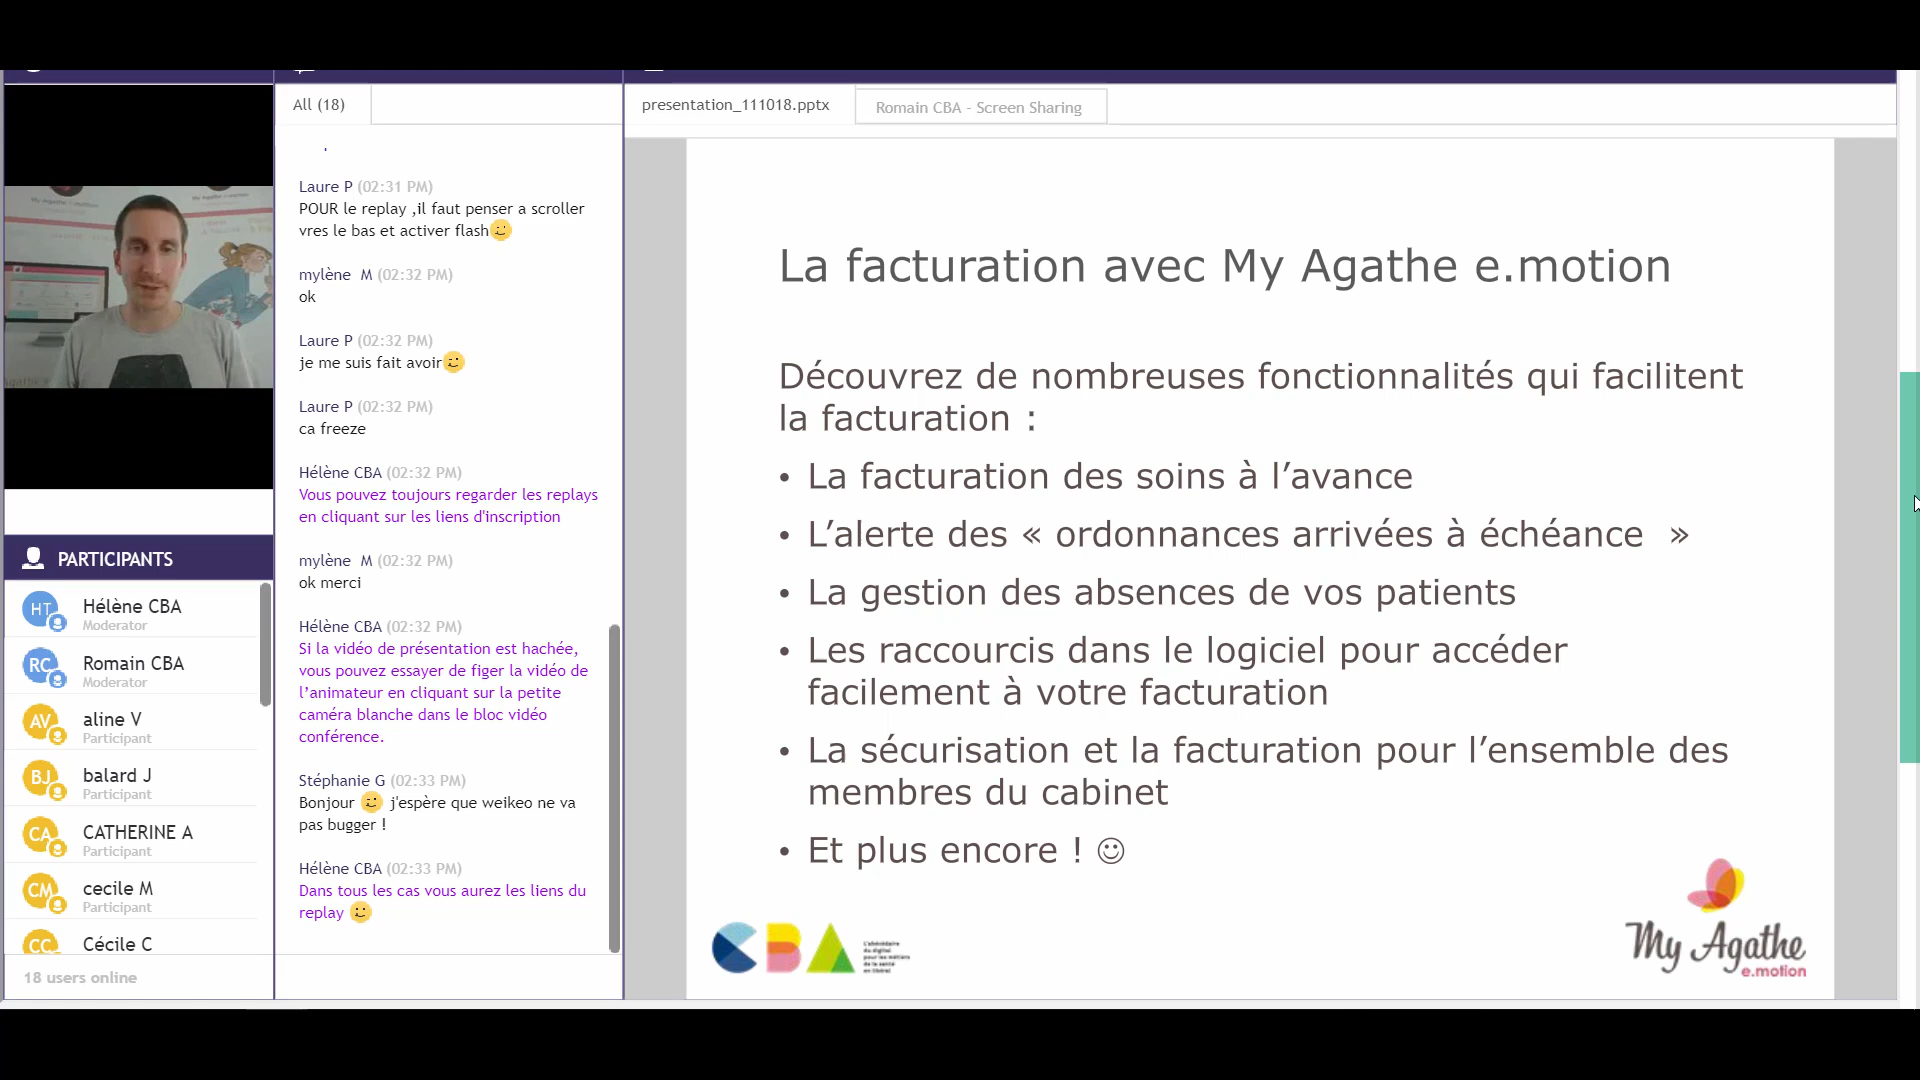 All (18)
presentation_111018.pptx
Romain CBA - Screen Sharing
Laure P (02:31 PM)
POUR le replay ,il faut penser a scroller
vres le bas et activer flash
mylène M (02:32 PM)
ok
Laure P (02:32 PM)
je me suis fait avoir
Laure P (02:32 PM)
ca freeze
Hélène CBA (02:32 PM)
Vous pouvez toujours regarder les replays
en cliquant sur les liens d'inscription
mylène M (02:32 PM)
ok merci
Hélène CBA (02:32 PM)
Si la vidéo de présentation est hachée,
vous pouvez essayer de figer la vidéo de
l’animateur en cliquant sur la petite
caméra blanche dans le bloc vidéo
conférence.
Stéphanie G (02:33 PM)
Bonjour j'espère que weikeo ne va
pas bugger !
Hélène CBA (02:33 PM)
Dans tous les cas vous aurez les liens du
replay
PARTICIPANTS
HT Hélène CBA
Moderator
RC Romain CBA
Moderator
AV aline V
Participant
BJ balard J
Participant
CA CATHERINE A
Participant
CM cecile M
Participant
CC Cécile C
18 users online
La facturation avec My Agathe e.motion
Découvrez de nombreuses fonctionnalités qui facilitent
la facturation :
• La facturation des soins à l’avance
• L’alerte des « ordonnances arrivées à échéance »
• La gestion des absences de vos patients
• Les raccourcis dans le logiciel pour accéder
facilement à votre facturation
• La sécurisation et la facturation pour l’ensemble des
membres du cabinet
• Et plus encore ! ☺
CBA
My Agathe
e.motion